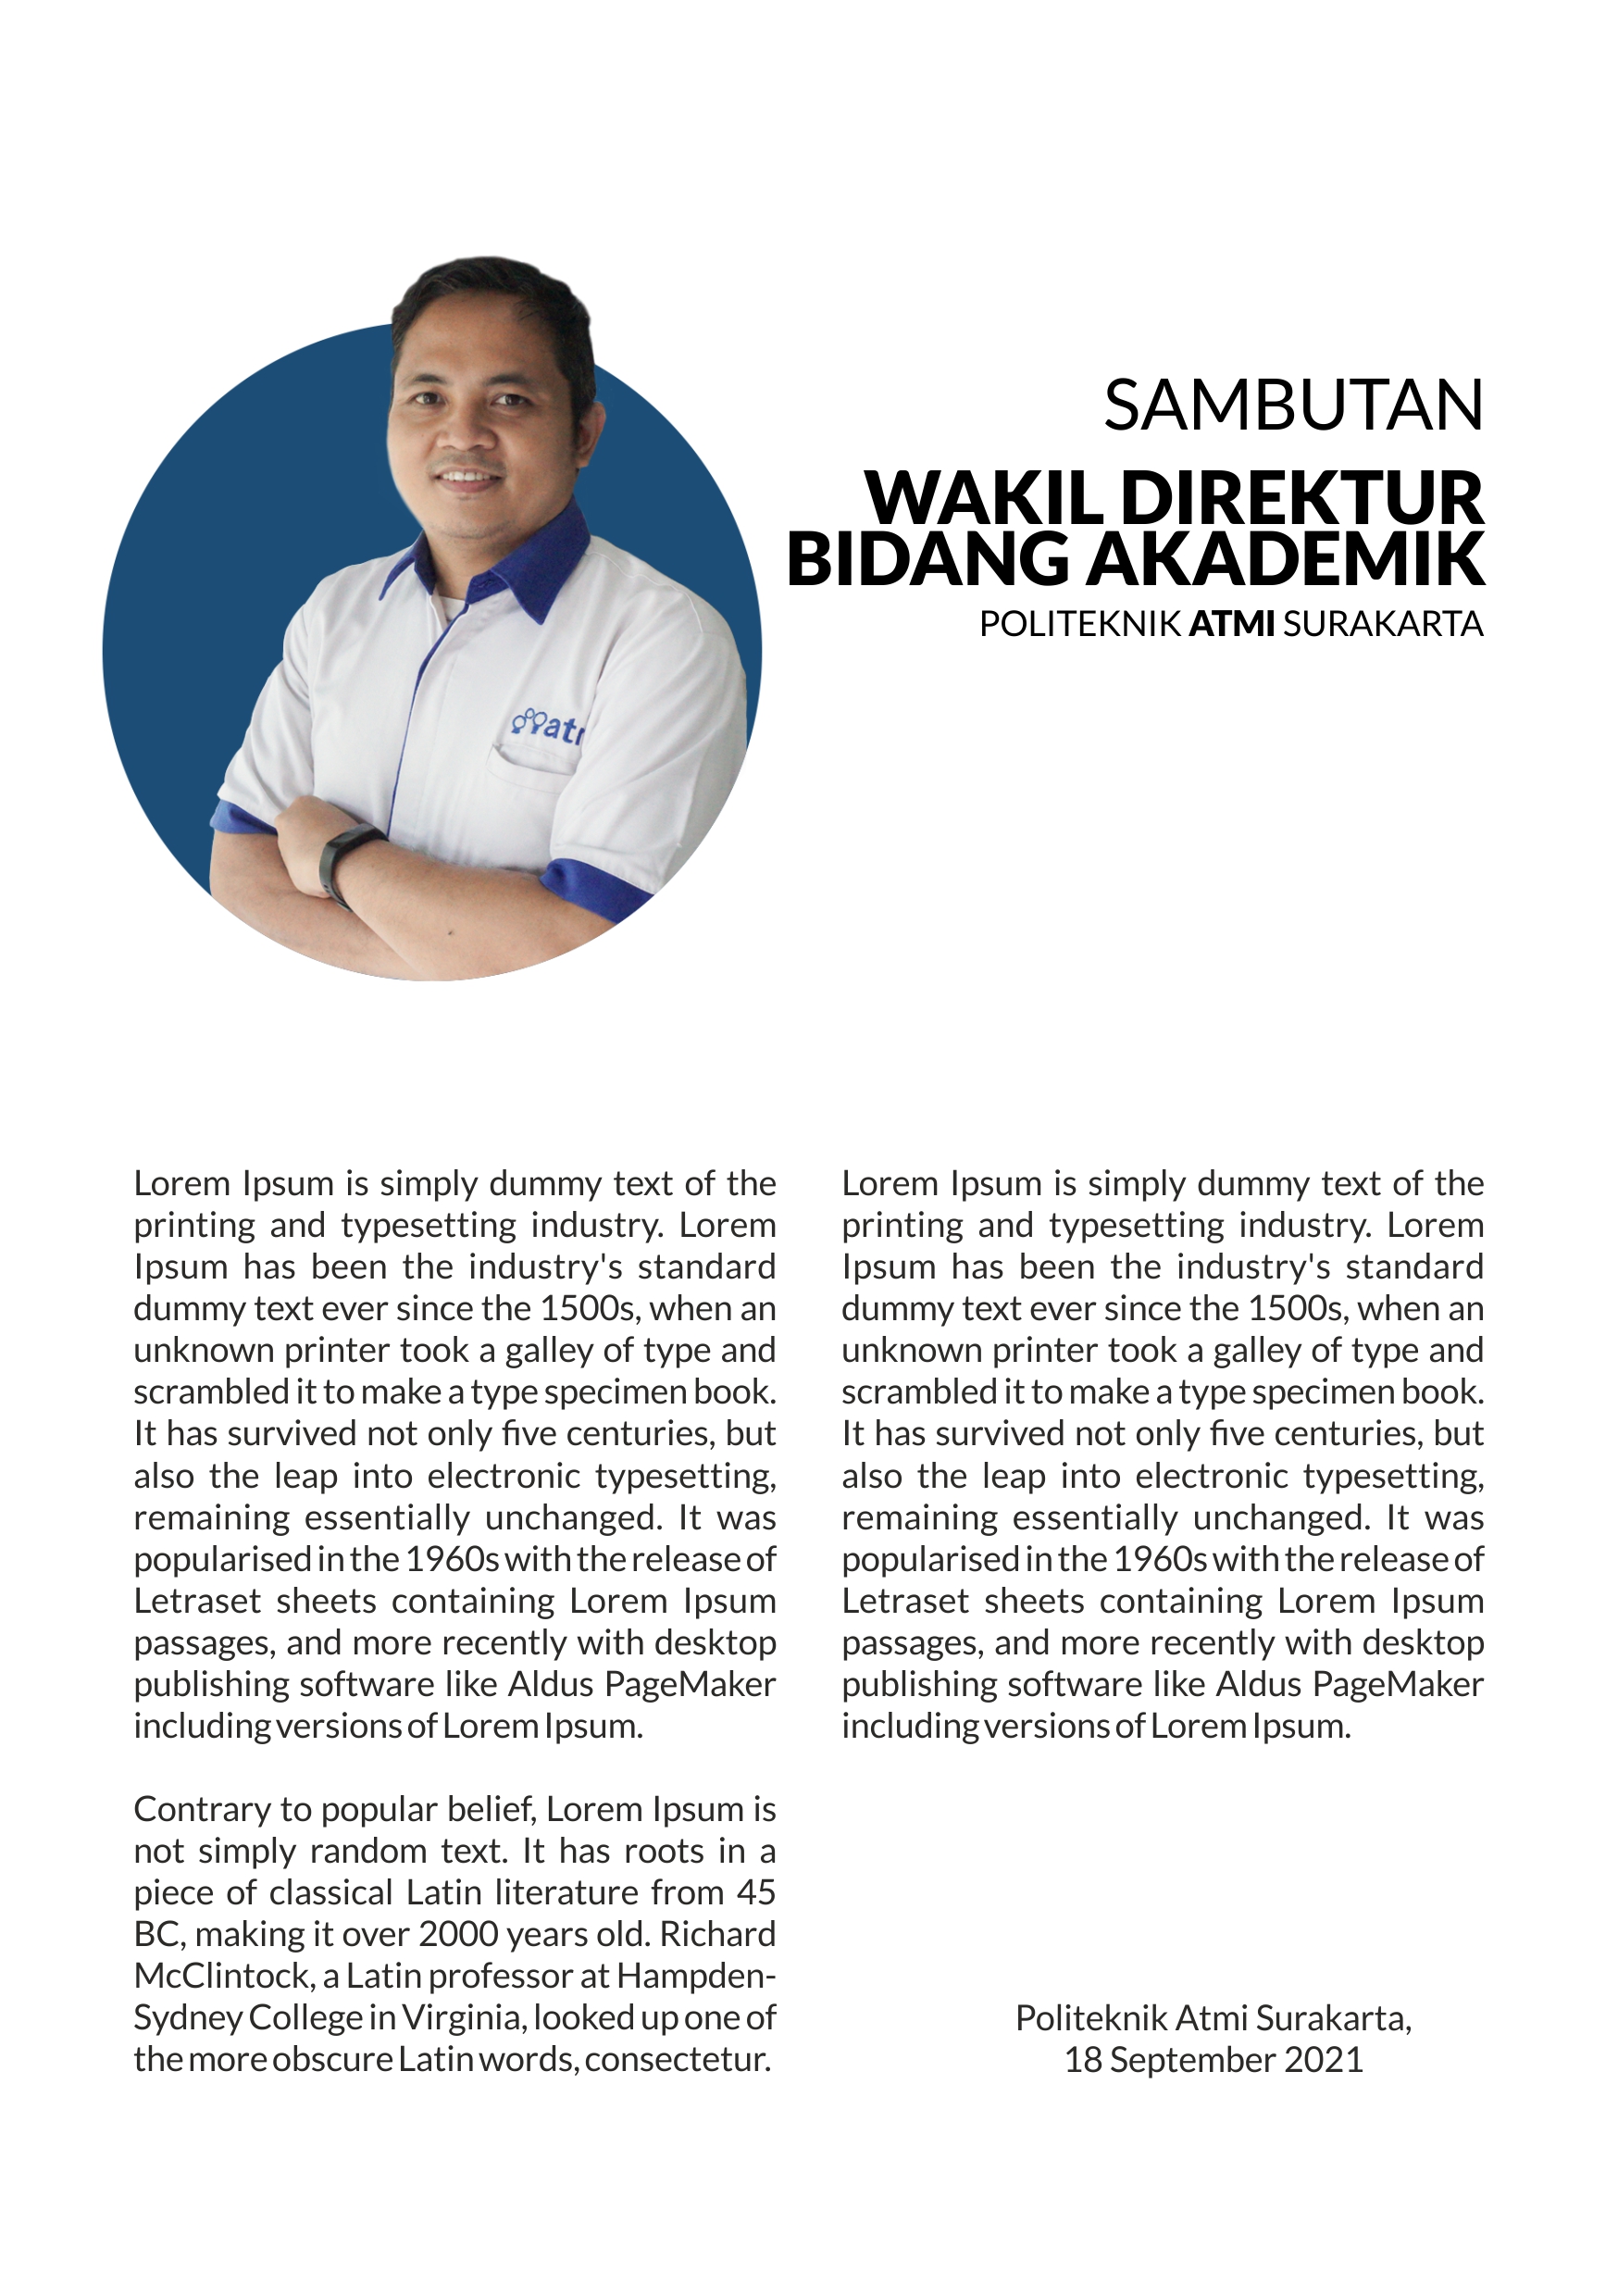 SAMBUTAN
WAKIL DIREKTUR
BIDANG AKADEMIK
POLITEKNIK ATMI SURAKARTA
Lorem Ipsum is simply dummy text of the
printing and typesetting industry. Lorem
Ipsum has been the industry's standard
dummy text ever since the 1500s, when an
unknown printer took a galley of type and
scrambled it to make a type specimen book.
It has survived not only five centuries, but
also the leap into electronic typesetting,
remaining essentially unchanged. It was
popularised in the 1960s with the release of
Letraset sheets containing Lorem Ipsum
passages, and more recently with desktop
publishing software like Aldus PageMaker
including versions of Lorem Ipsum.
Contrary to popular belief, Lorem Ipsum is
not simply random text. It has roots in a
piece of classical Latin literature from 45
BC, making it over 2000 years old. Richard
McClintock, a Latin professor at Hampden-
Sydney College in Virginia, looked up one of
the more obscure Latin words, consectetur.
Lorem Ipsum is simply dummy text of the
printing and typesetting industry. Lorem
Ipsum has been the industry's standard
dummy text ever since the 1500s, when an
unknown printer took a galley of type and
scrambled it to make a type specimen book.
It has survived not only five centuries, but
also the leap into electronic typesetting,
remaining essentially unchanged. It was
popularised in the 1960s with the release of
Letraset sheets containing Lorem Ipsum
passages, and more recently with desktop
publishing software like Aldus PageMaker
including versions of Lorem Ipsum.
Politeknik Atmi Surakarta,
18 September 2021